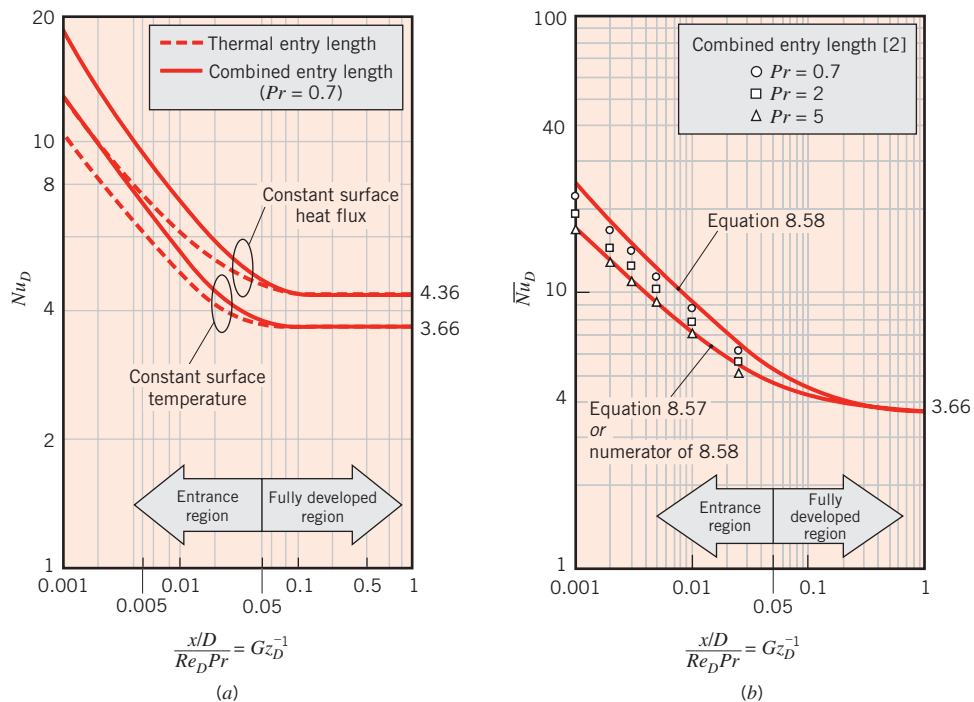 20
10
8
4
2
1
Nu_D
Thermal entry length
Combined entry length
(Pr = 0.7)
Constant surface
heat flux
4.36
3.66
Constant surface
temperature
Entrance
region
Fully developed
region
0.001
0.01
0.1
0.5
1
0.005
0.05
x/D
Re_D Pr
= Gz_D^-1
(a)
100
40
10
4
1
N̅u̅_D
Combined entry length [2]
Pr = 0.7
Pr = 2
Pr = 5
Equation 8.58
3.66
Equation 8.57
or
numerator of 8.58
Entrance
region
Fully
developed
region
0.001
0.01
0.1
1
0.05
x/D
Re_D Pr
= Gz_D^-1
(b)